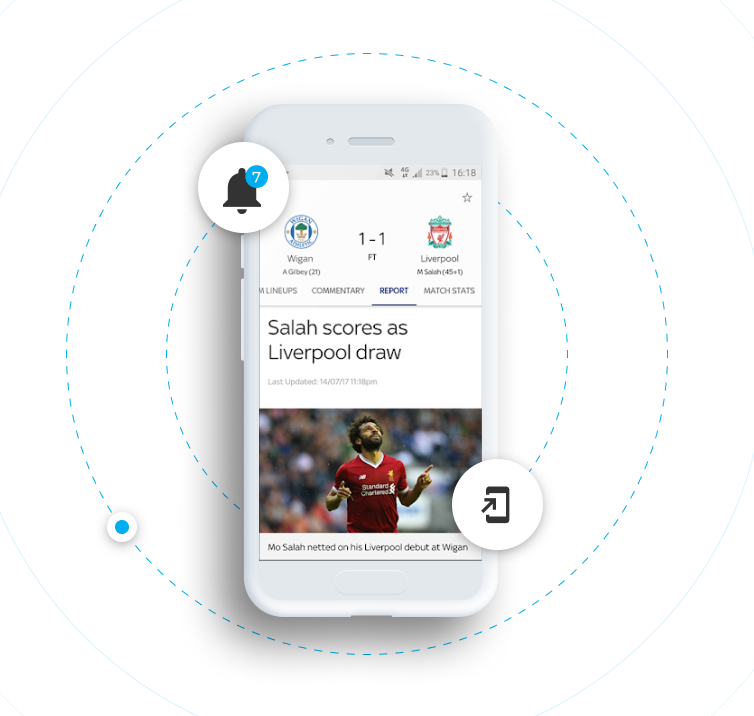 7
4G
23%
16:18
WIGAN
ATHLETIC
1-1
FT
Wigan
Liverpool
A Gilbey (21)
M Salah (45+1)
M LINEUPS
COMMENTARY
REPORT
MATCH STATS
Salah scores as
Liverpool draw
Last Updated: 14/07/17 11:18pm
Standard
Chartered
Mo Salah netted on his Liverpool debut at Wigan